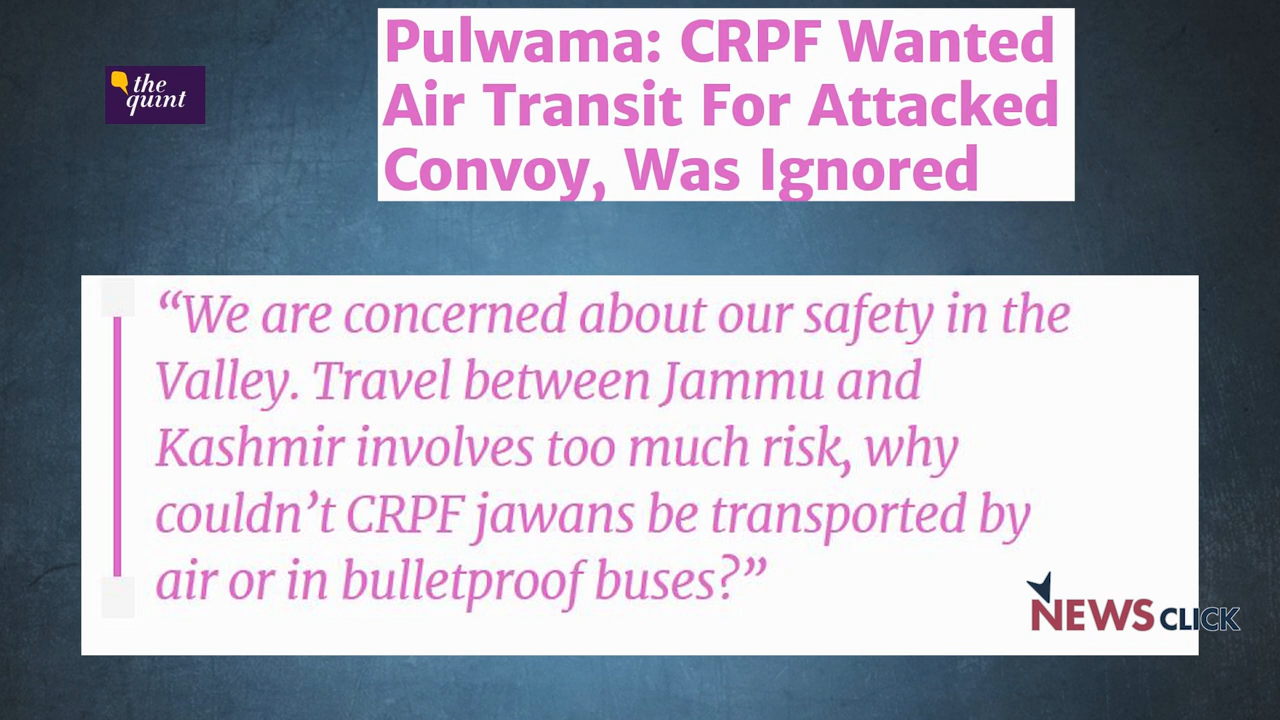 the
quint
Pulwama: CRPF Wanted
Air Transit For Attacked
Convoy, Was Ignored
“We are concerned about our safety in the
Valley. Travel between Jammu and
Kashmir involves too much risk, why
couldn’t CRPF jawans be transported by
air or in bulletproof buses?”
NEWS CLICK